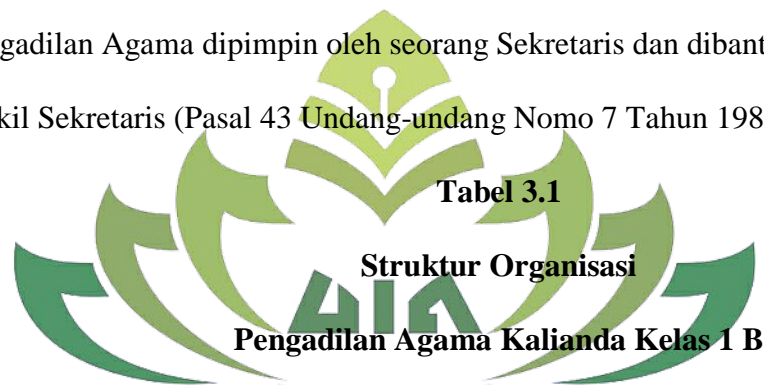 gadilan Agama dipimpin oleh seorang Sekretaris dan dibant
kil Sekretaris (Pasal 43 Undang-undang Nomo 7 Tahun 198
Tabel 3.1
Struktur Organisasi
UIN
Pengadilan Agama Kalianda Kelas 1 B